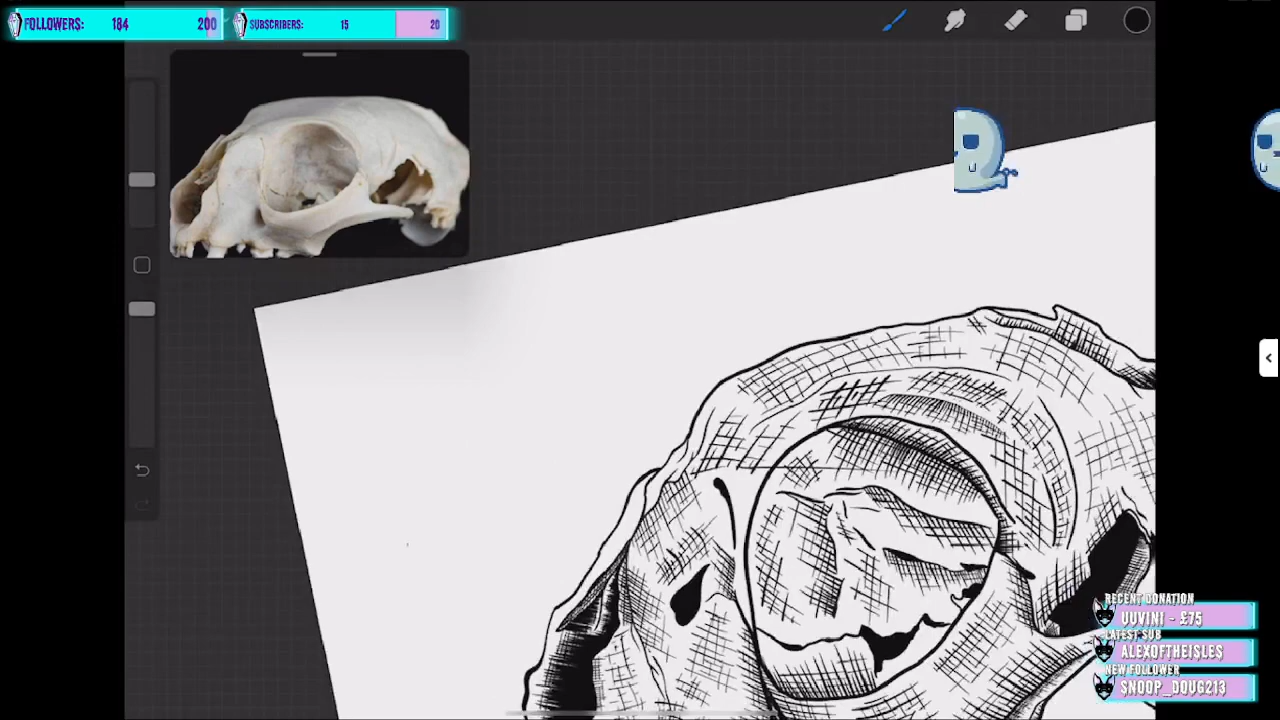 FOLLOWERS: 184 200
SUBSCRIBERS: 15 20
RECENT DONATION
UUVINI - £75
LATEST SUB
ALEXOFTHEISLES
NEW FOLLOWER
SNOOP_DOUG213